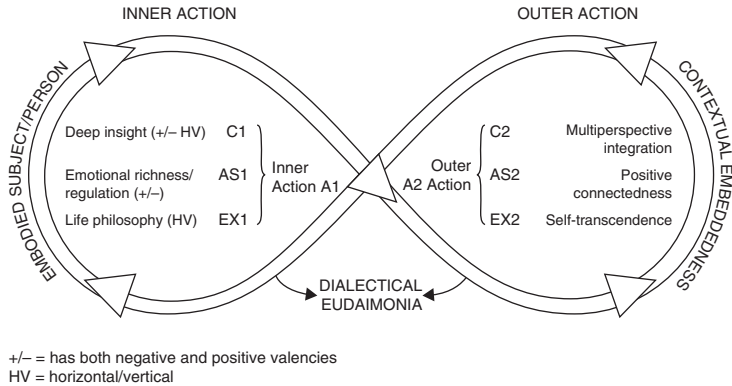 INNER ACTION
OUTER ACTION
EMBODIED SUBJECT/PERSON
CONTEXTUAL EMBEDDEDNESS
Deep insight (+/– HV) C1
Emotional richness/
regulation (+/–) AS1
Life philosophy (HV) EX1
Inner
Action A1
Outer
A2 Action
C2 Multiperspective
integration
AS2 Positive
connectedness
EX2 Self-transcendence
DIALECTICAL
EUDAIMONIA
+/– = has both negative and positive valencies
HV = horizontal/vertical